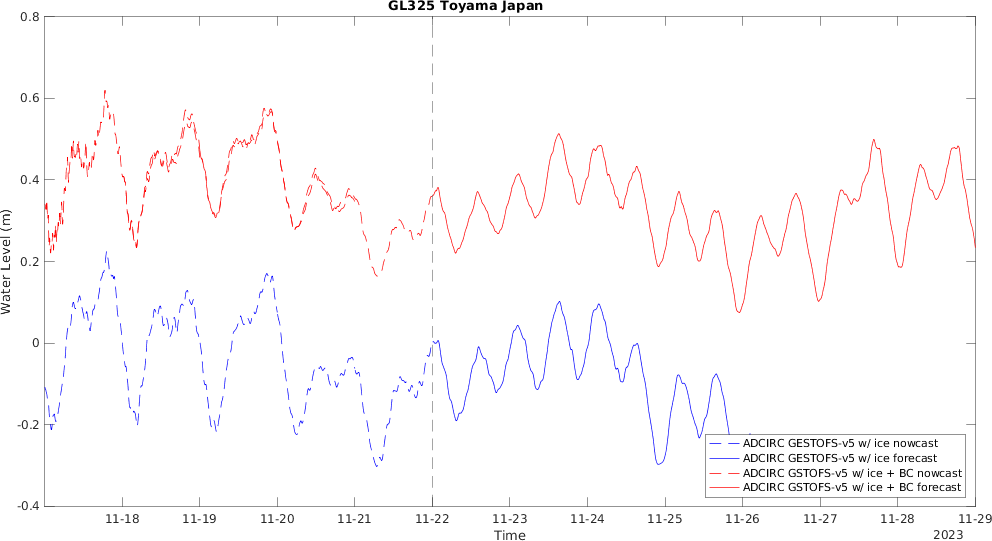 GL325 Toyama Japan
0.8
0.6
0.4
0.2
0
-0.2
-0.4
Water Level (m)
ADCIRC GESTOFS-v5 w/ ice nowcast
ADCIRC GESTOFS-v5 w/ ice forecast
ADCIRC GSTOFS-v5 w/ ice + BC nowcast
ADCIRC GSTOFS-v5 w/ ice + BC forecast
11-18 11-19 11-20 11-21 11-22 11-23 11-24 11-25 11-26 11-27 11-28 11-29
Time
2023